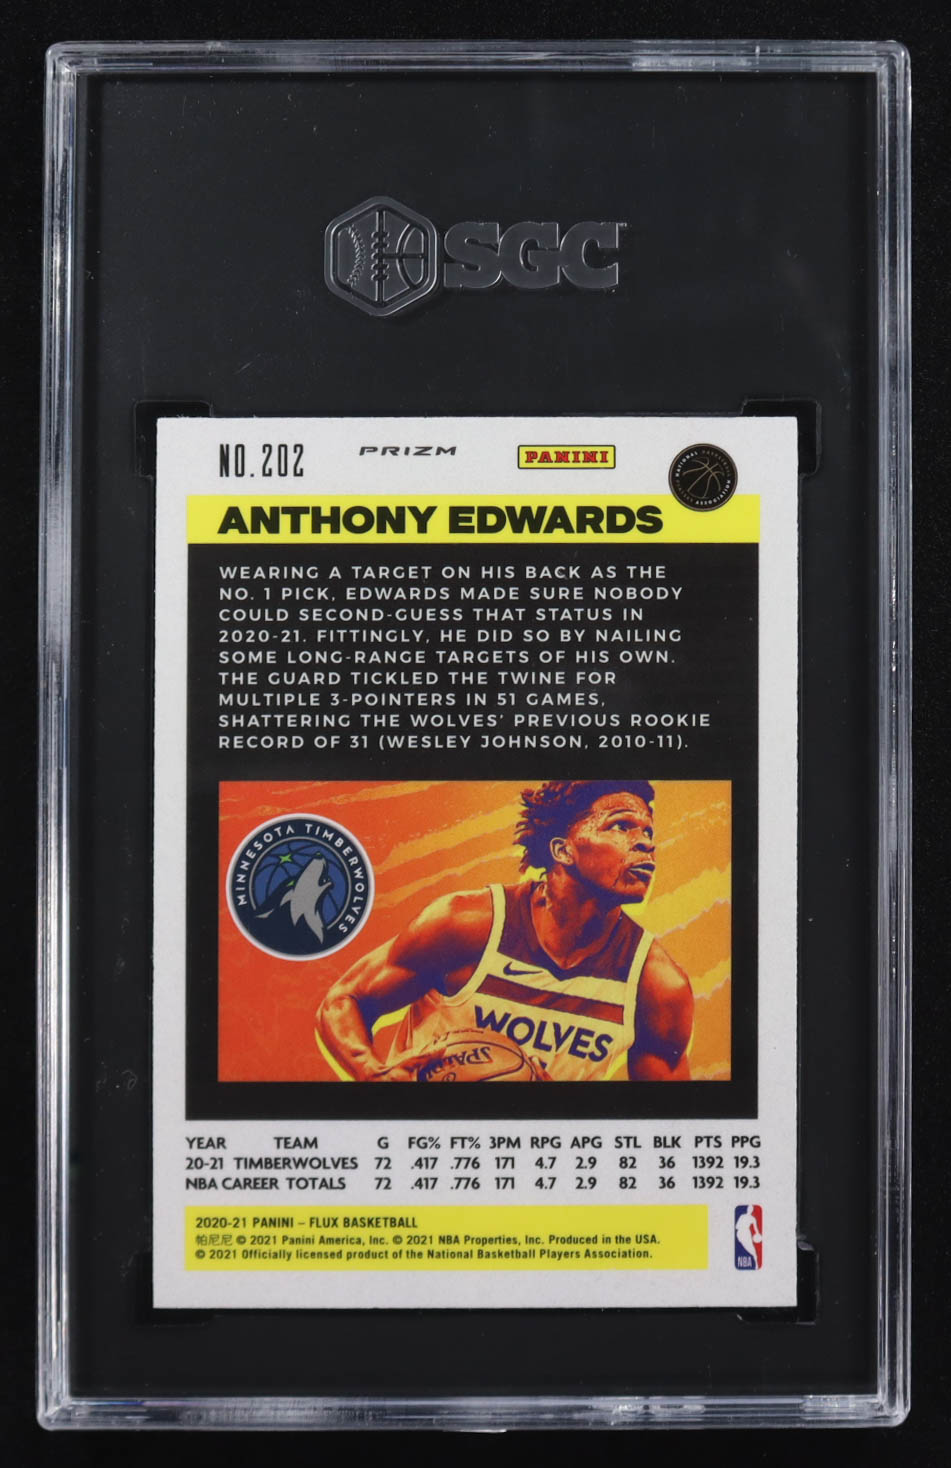 SGC
NO.202 PRIZM PANINI NATIONAL BASKETBALL PLAYERS ASSOCIATION
ANTHONY EDWARDS
WEARING A TARGET ON HIS BACK AS THE
NO. 1 PICK, EDWARDS MADE SURE NOBODY
COULD SECOND-GUESS THAT STATUS IN
2020-21. FITTINGLY, HE DID SO BY NAILING
SOME LONG-RANGE TARGETS OF HIS OWN.
THE GUARD TICKLED THE TWINE FOR
MULTIPLE 3-POINTERS IN 51 GAMES,
SHATTERING THE WOLVES' PREVIOUS ROOKIE
RECORD OF 31 (WESLEY JOHNSON, 2010-11).
MINNESOTA TIMBERWOLVES
WOLVES
SPALDING
YEAR TEAM G FG% FT% 3PM RPG APG STL BLK PTS PPG
20-21 TIMBERWOLVES 72 .417 .776 171 4.7 2.9 82 36 1392 19.3
NBA CAREER TOTALS 72 .417 .776 171 4.7 2.9 82 36 1392 19.3
2020-21 PANINI – FLUX BASKETBALL
帕尼尼 © 2021 Panini America, Inc. © 2021 NBA Properties, Inc. Produced in the USA.
© 2021 Officially licensed product of the National Basketball Players Association.
NBA